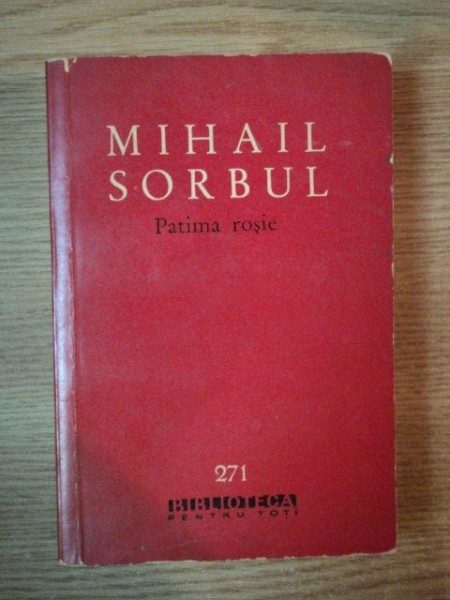 MIHAIL
SORBUL
Patima roșie
271
BIBLIOTECA
PENTRU TOȚI